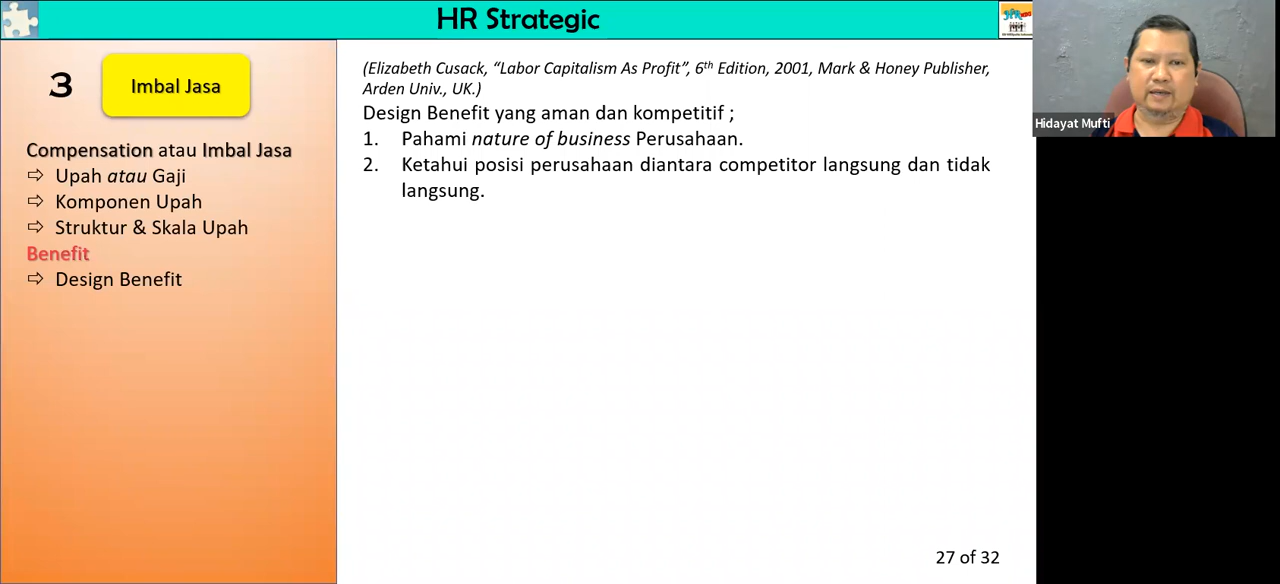 HR Strategic
3
Imbal Jasa
Compensation atau Imbal Jasa
⇨ Upah atau Gaji
⇨ Komponen Upah
⇨ Struktur & Skala Upah
Benefit
⇨ Design Benefit
(Elizabeth Cusack, “Labor Capitalism As Profit”, 6th Edition, 2001, Mark & Honey Publisher,
Arden Univ., UK.)
Design Benefit yang aman dan kompetitif ;
1. Pahami nature of business Perusahaan.
2. Ketahui posisi perusahaan diantara competitor langsung dan tidak
langsung.
27 of 32
Hidayat Mufti